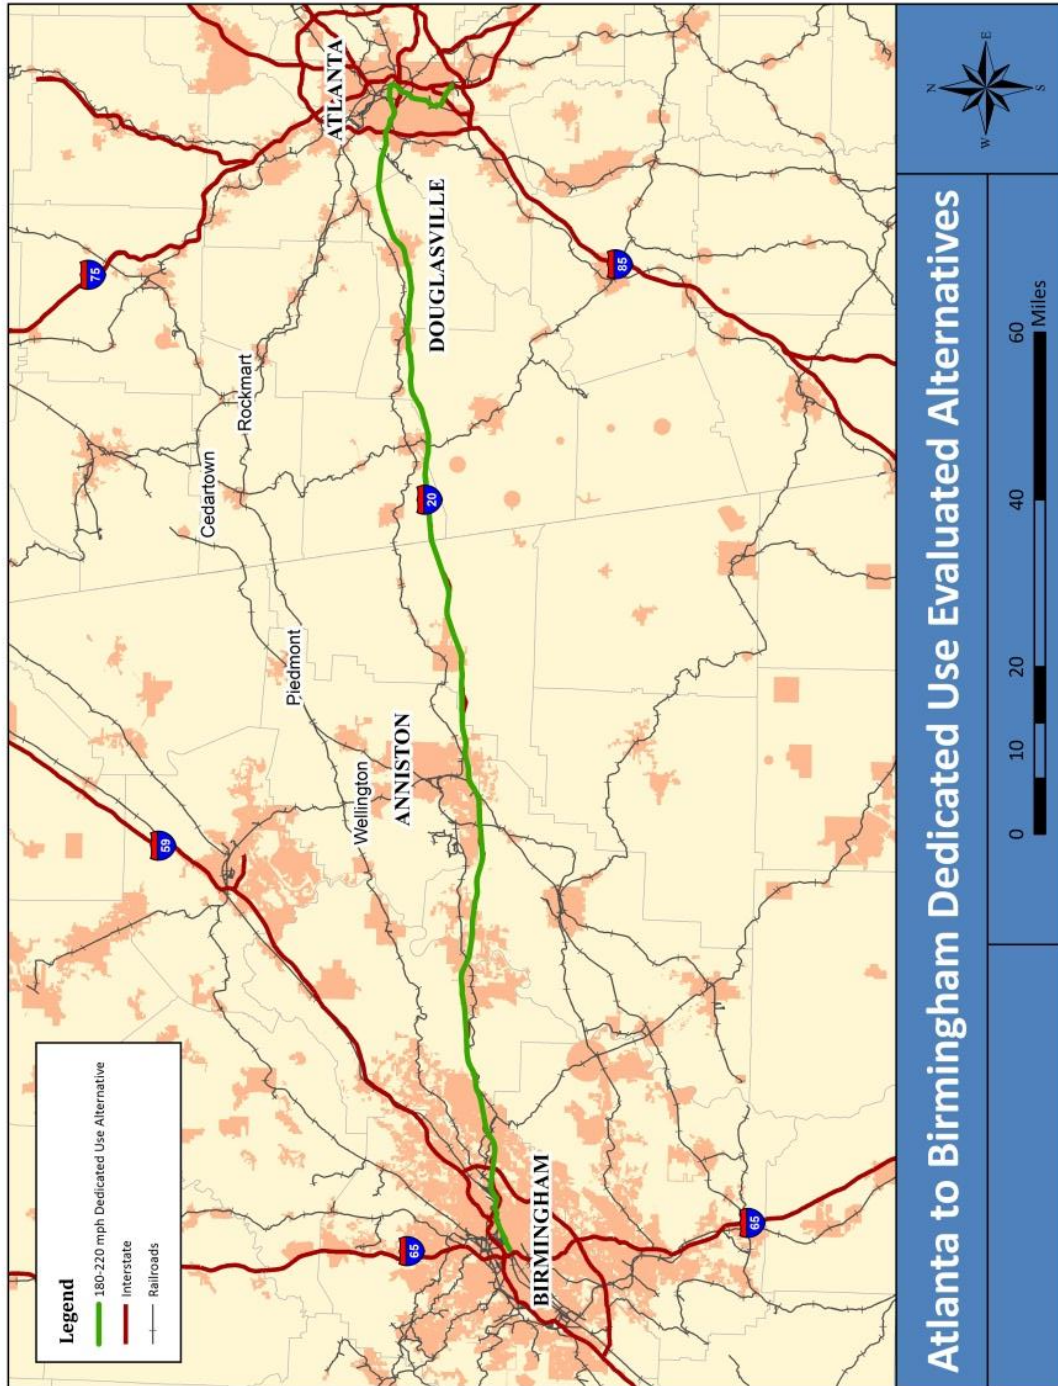 Legend
180-220 mph Dedicated Use Alternative
Interstate
Railroads
65
59
75
Cedartown
Rockmart
Piedmont
Wellington
ATLANTA
ANNISTON
DOUGLASVILLE
20
BIRMINGHAM
85
65
Atlanta to Birmingham Dedicated Use Evaluated Alternatives
0 10 20 40 60
Miles
N
W E
S